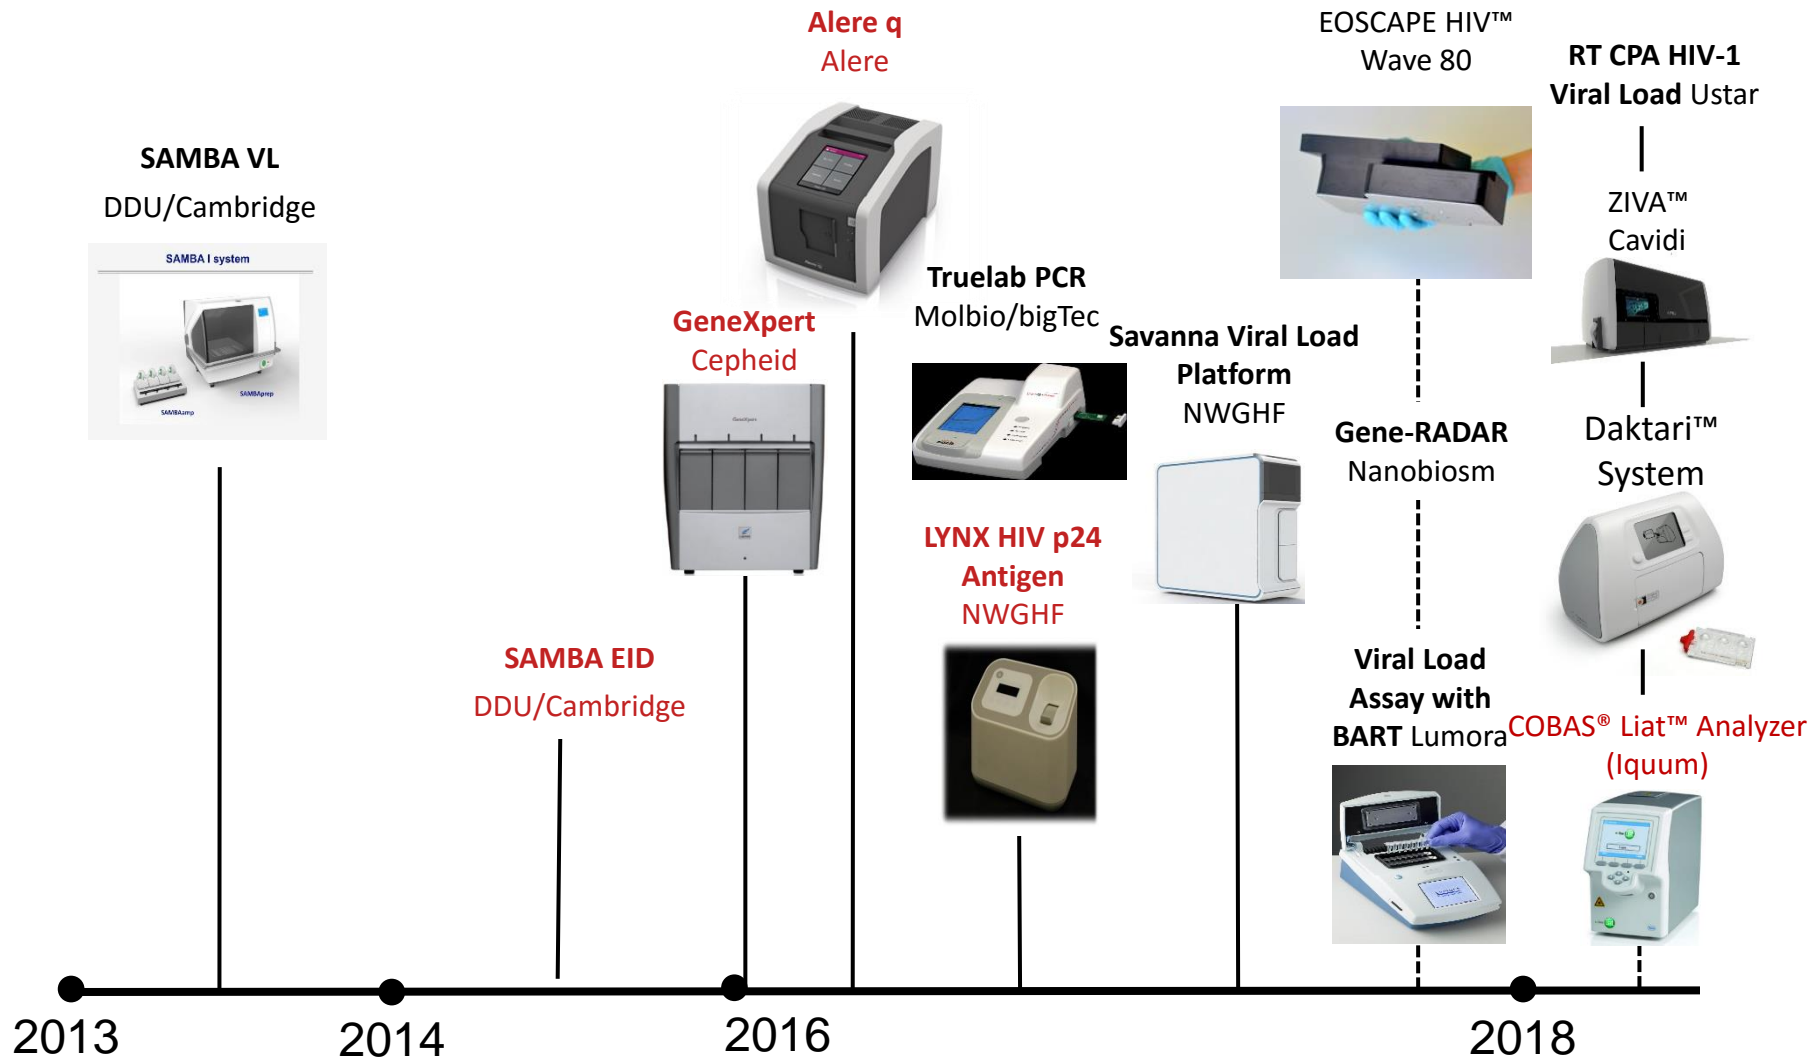 SAMBA VL
DDU/Cambridge
SAMBA I system
SAMBAprep
SAMBAamp
SAMBA EID
DDU/Cambridge
GeneXpert
Cepheid
GeneXpert
Alere q
Alere
Truelab PCR
Molbio/bigTec
LYNX HIV p24
Antigen
NWGHF
Savanna Viral Load
Platform
NWGHF
EOSCAPE HIV™
Wave 80
Gene-RADAR
Nanobiosm
Viral Load
Assay with
BART Lumora
RT CPA HIV-1
Viral Load Ustar
ZIVA™
Cavidi
Daktari™
System
COBAS® Liat™ Analyzer
(Iquum)
2013
2014
2016
2018